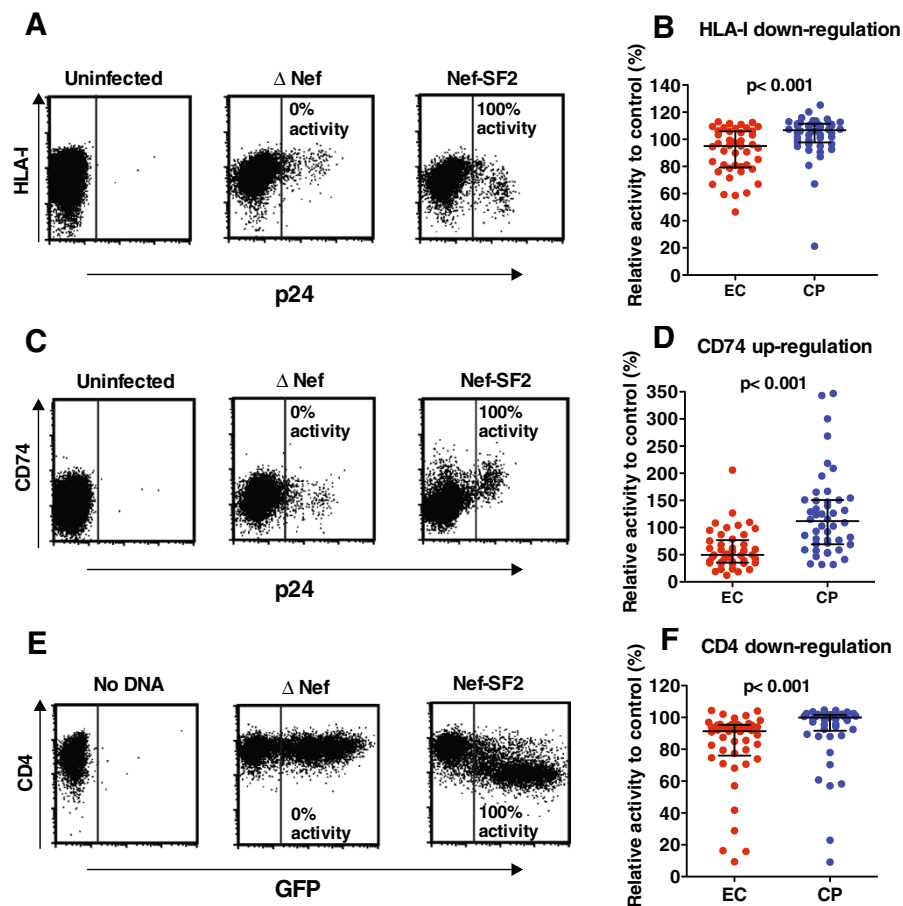 A
Uninfected
Δ Nef
Nef-SF2
0%
activity
100%
activity
HLA-I
p24
B
HLA-I down-regulation
p< 0.001
Relative activity to control (%)
140
120
100
80
60
40
20
0
EC
CP
C
Uninfected
Δ Nef
Nef-SF2
0%
activity
100%
activity
CD74
p24
D
CD74 up-regulation
p< 0.001
Relative activity to control (%)
350
300
250
200
150
100
50
0
EC
CP
E
No DNA
Δ Nef
Nef-SF2
0%
activity
100%
activity
CD4
GFP
F
CD4 down-regulation
p< 0.001
Relative activity to control (%)
120
100
80
60
40
20
0
EC
CP